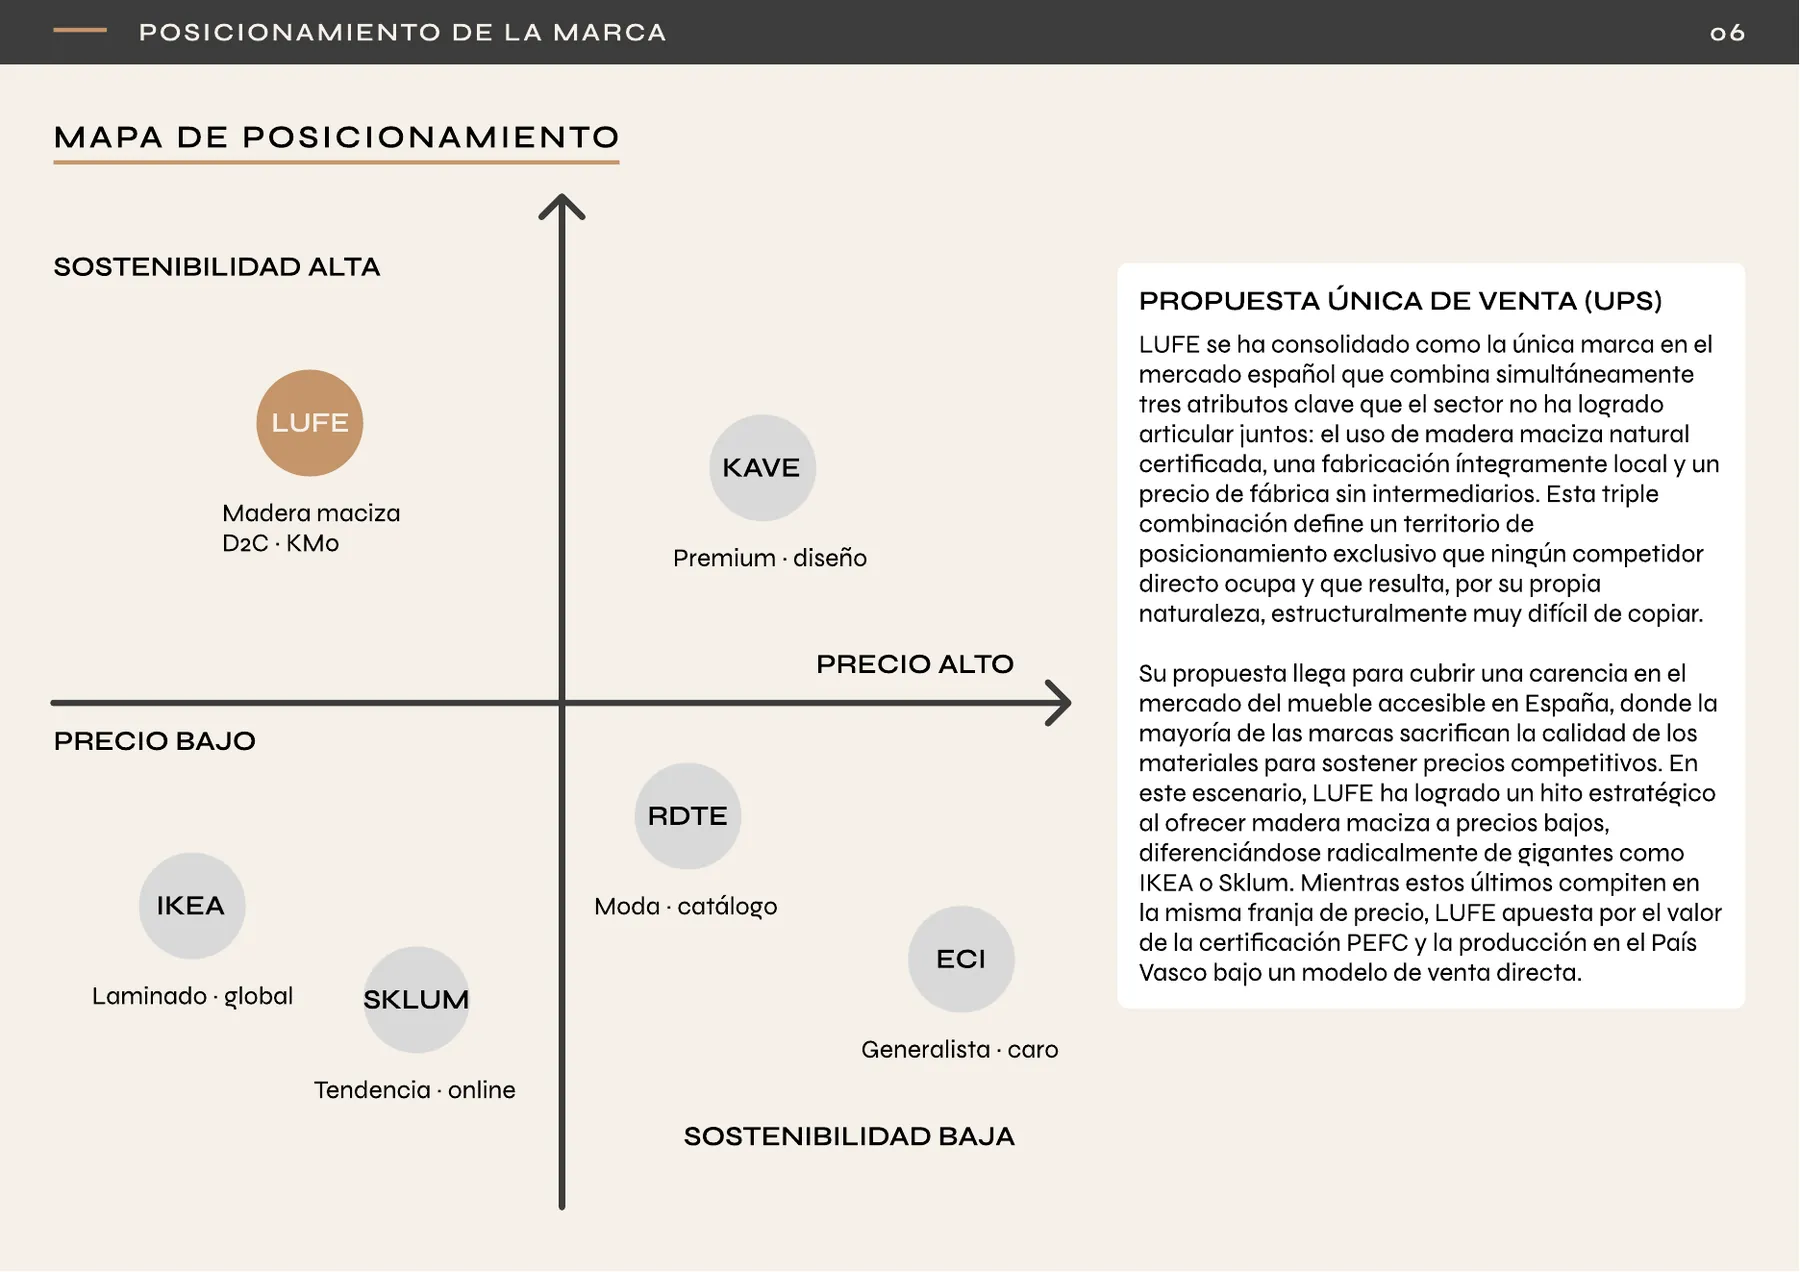 POSICIONAMIENTO DE LA MARCA
06
MAPA DE POSICIONAMIENTO
SOSTENIBILIDAD ALTA
LUFE
Madera maciza
D2C · KM0
KAVE
Premium · diseño
PRECIO ALTO
PRECIO BAJO
RDTE
Moda · catálogo
IKEA
Laminado · global
SKLUM
Tendencia · online
ECI
Generalista · caro
SOSTENIBILIDAD BAJA
PROPUESTA ÚNICA DE VENTA (UPS)
LUFE se ha consolidado como la única marca en el
mercado español que combina simultáneamente
tres atributos clave que el sector no ha logrado
articular juntos: el uso de madera maciza natural
certificada, una fabricación íntegramente local y un
precio de fábrica sin intermediarios. Esta triple
combinación define un territorio de
posicionamiento exclusivo que ningún competidor
directo ocupa y que resulta, por su propia
naturaleza, estructuralmente muy difícil de copiar.
Su propuesta llega para cubrir una carencia en el
mercado del mueble accesible en España, donde la
mayoría de las marcas sacrifican la calidad de los
materiales para sostener precios competitivos. En
este escenario, LUFE ha logrado un hito estratégico
al ofrecer madera maciza a precios bajos,
diferenciándose radicalmente de gigantes como
IKEA o Sklum. Mientras estos últimos compiten en
la misma franja de precio, LUFE apuesta por el valor
de la certificación PEFC y la producción en el País
Vasco bajo un modelo de venta directa.